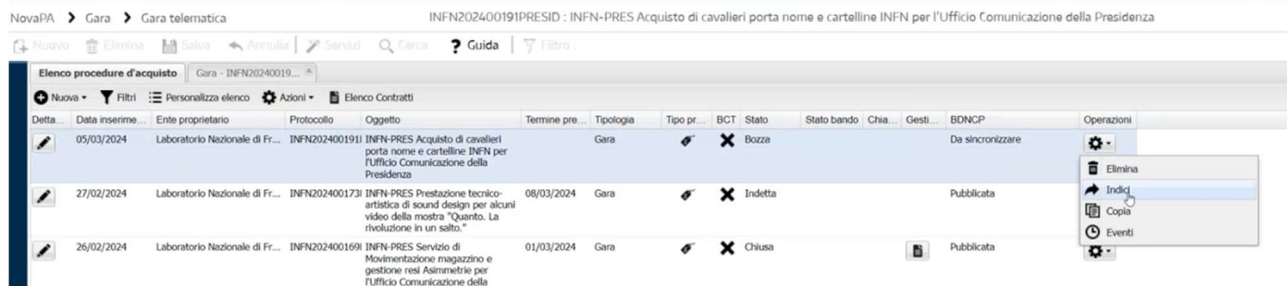 NovaPA > Gara > Gara telematica
INFN202400191PRESID : INFN-PRES Acquisto di cavalieri porta nome e cartelline INFN per l'Ufficio Comunicazione della Presidenza
Nuovo Elimina Salva Annulla Servizi Cerca ? Guida Filtro :
Elenco procedure d'acquisto Gara - INFN20240019...
Nuova Filtri Personalizza elenco Azioni Elenco Contratti
Detta... Data inserime... Ente proprietario Protocollo Oggetto Termine pre... Tipologia Tipo pr... BCT Stato Stato bando Chia... Gesti... BDNCP Operazioni
05/03/2024 Laboratorio Nazionale di Fr... INFN202400191 INFN-PRES Acquisto di cavalieri Gara Bozza Da sincronizzare
porta nome e cartelline INFN per
l'Ufficio Comunicazione della
Presidenza
Elimina
Indici
Copia
Eventi
27/02/2024 Laboratorio Nazionale di Fr... INFN202400173 INFN-PRES Prestazione tecnico- 08/03/2024 Gara Indetta Pubblicata
artistica di sound design per alcuni
video della mostra "Quanto. La
rivoluzione in un salto."
26/02/2024 Laboratorio Nazionale di Fr... INFN202400169 INFN-PRES Servizio di 01/03/2024 Gara Chiusa Pubblicata
Movimentazione magazzino e
gestione resi Asimmetrie per
l'Ufficio Comunicazione della